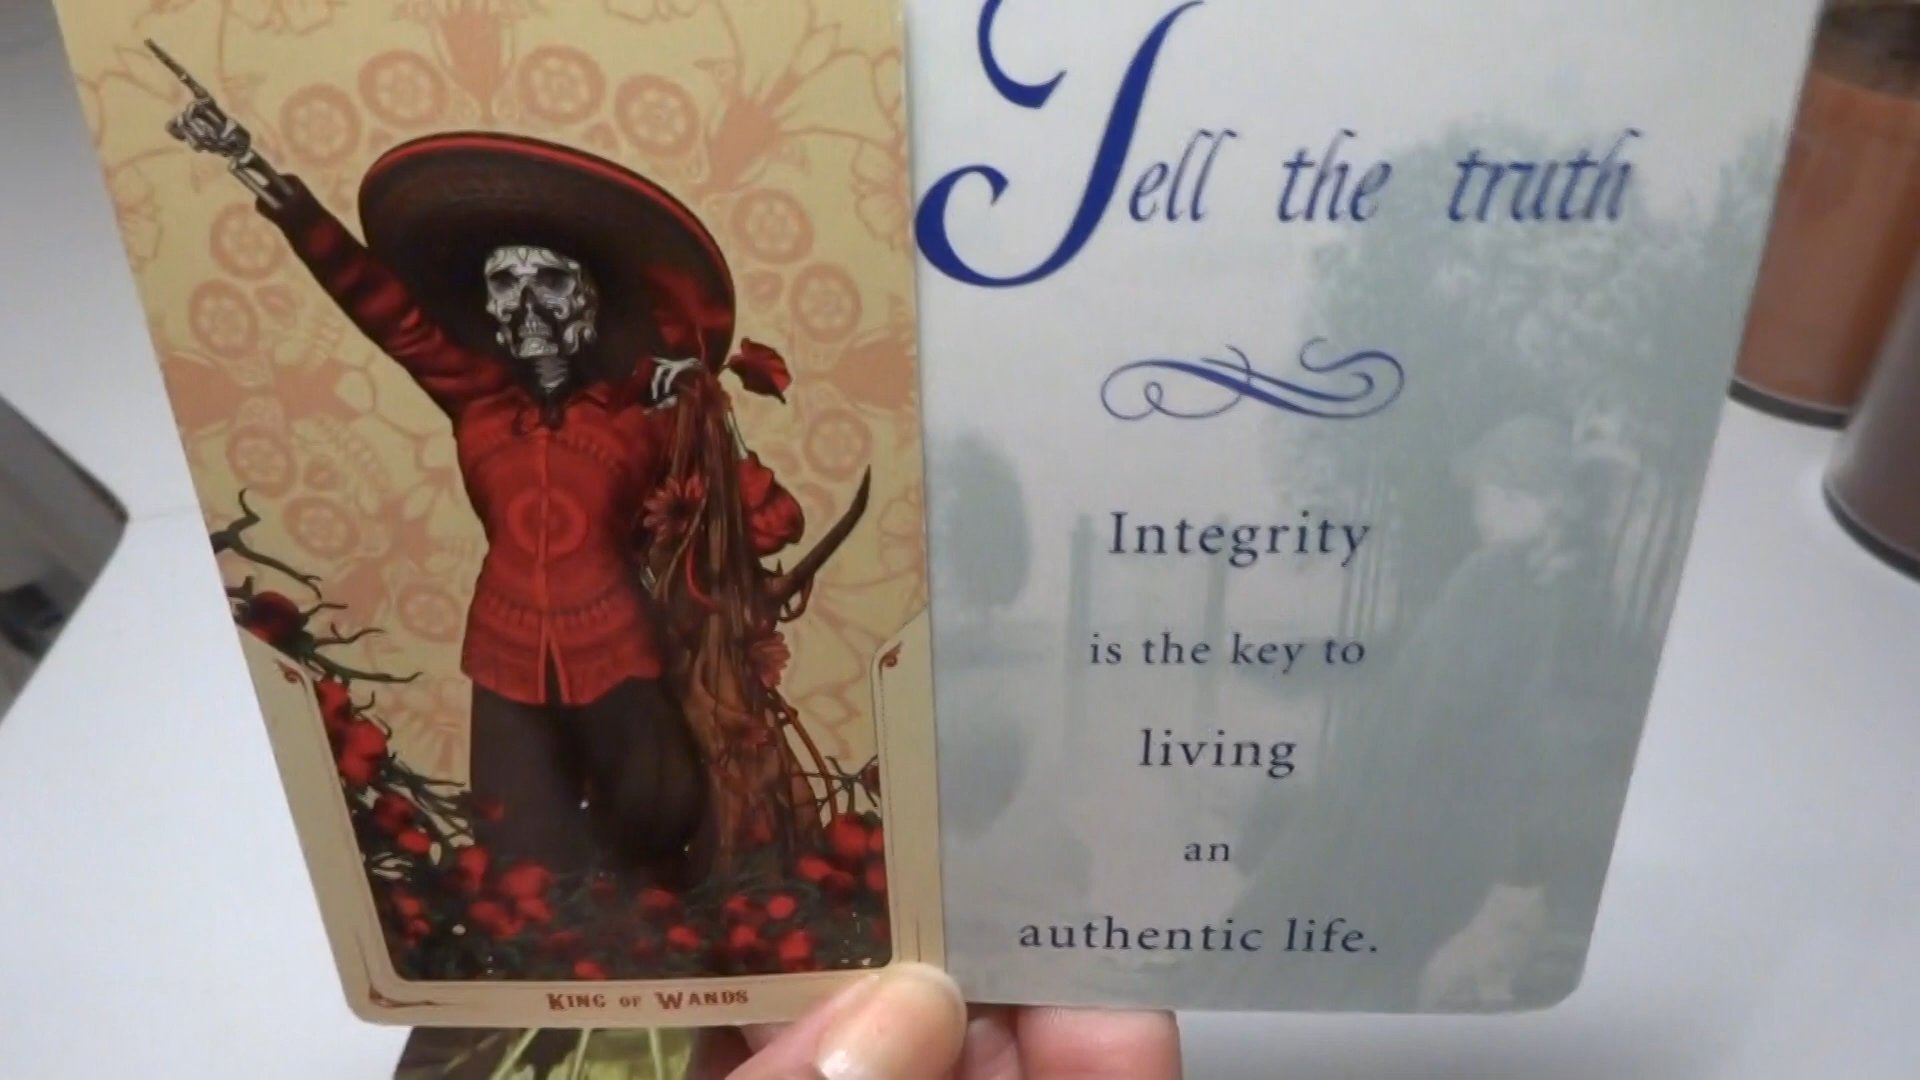 KING OF WANDS
Tell the truth
Integrity
is the key to
living
an
authentic life.